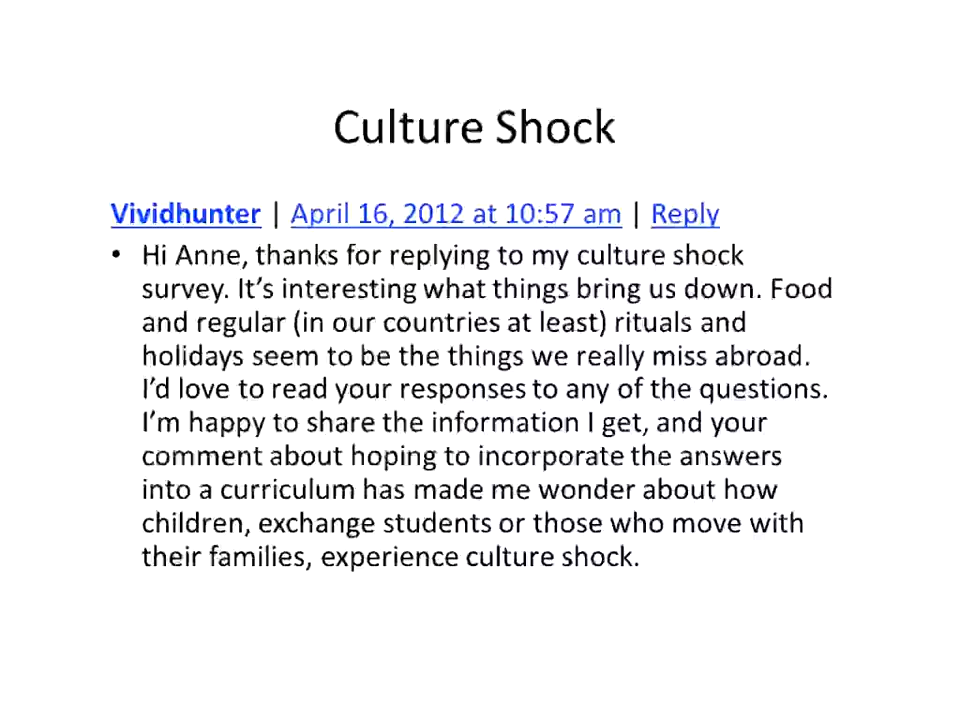 Culture Shock
Vividhunter | April 16, 2012 at 10:57 am | Reply
• Hi Anne, thanks for replying to my culture shock
survey. It’s interesting what things bring us down. Food
and regular (in our countries at least) rituals and
holidays seem to be the things we really miss abroad.
I’d love to read your responses to any of the questions.
I’m happy to share the information I get, and your
comment about hoping to incorporate the answers
into a curriculum has made me wonder about how
children, exchange students or those who move with
their families, experience culture shock.